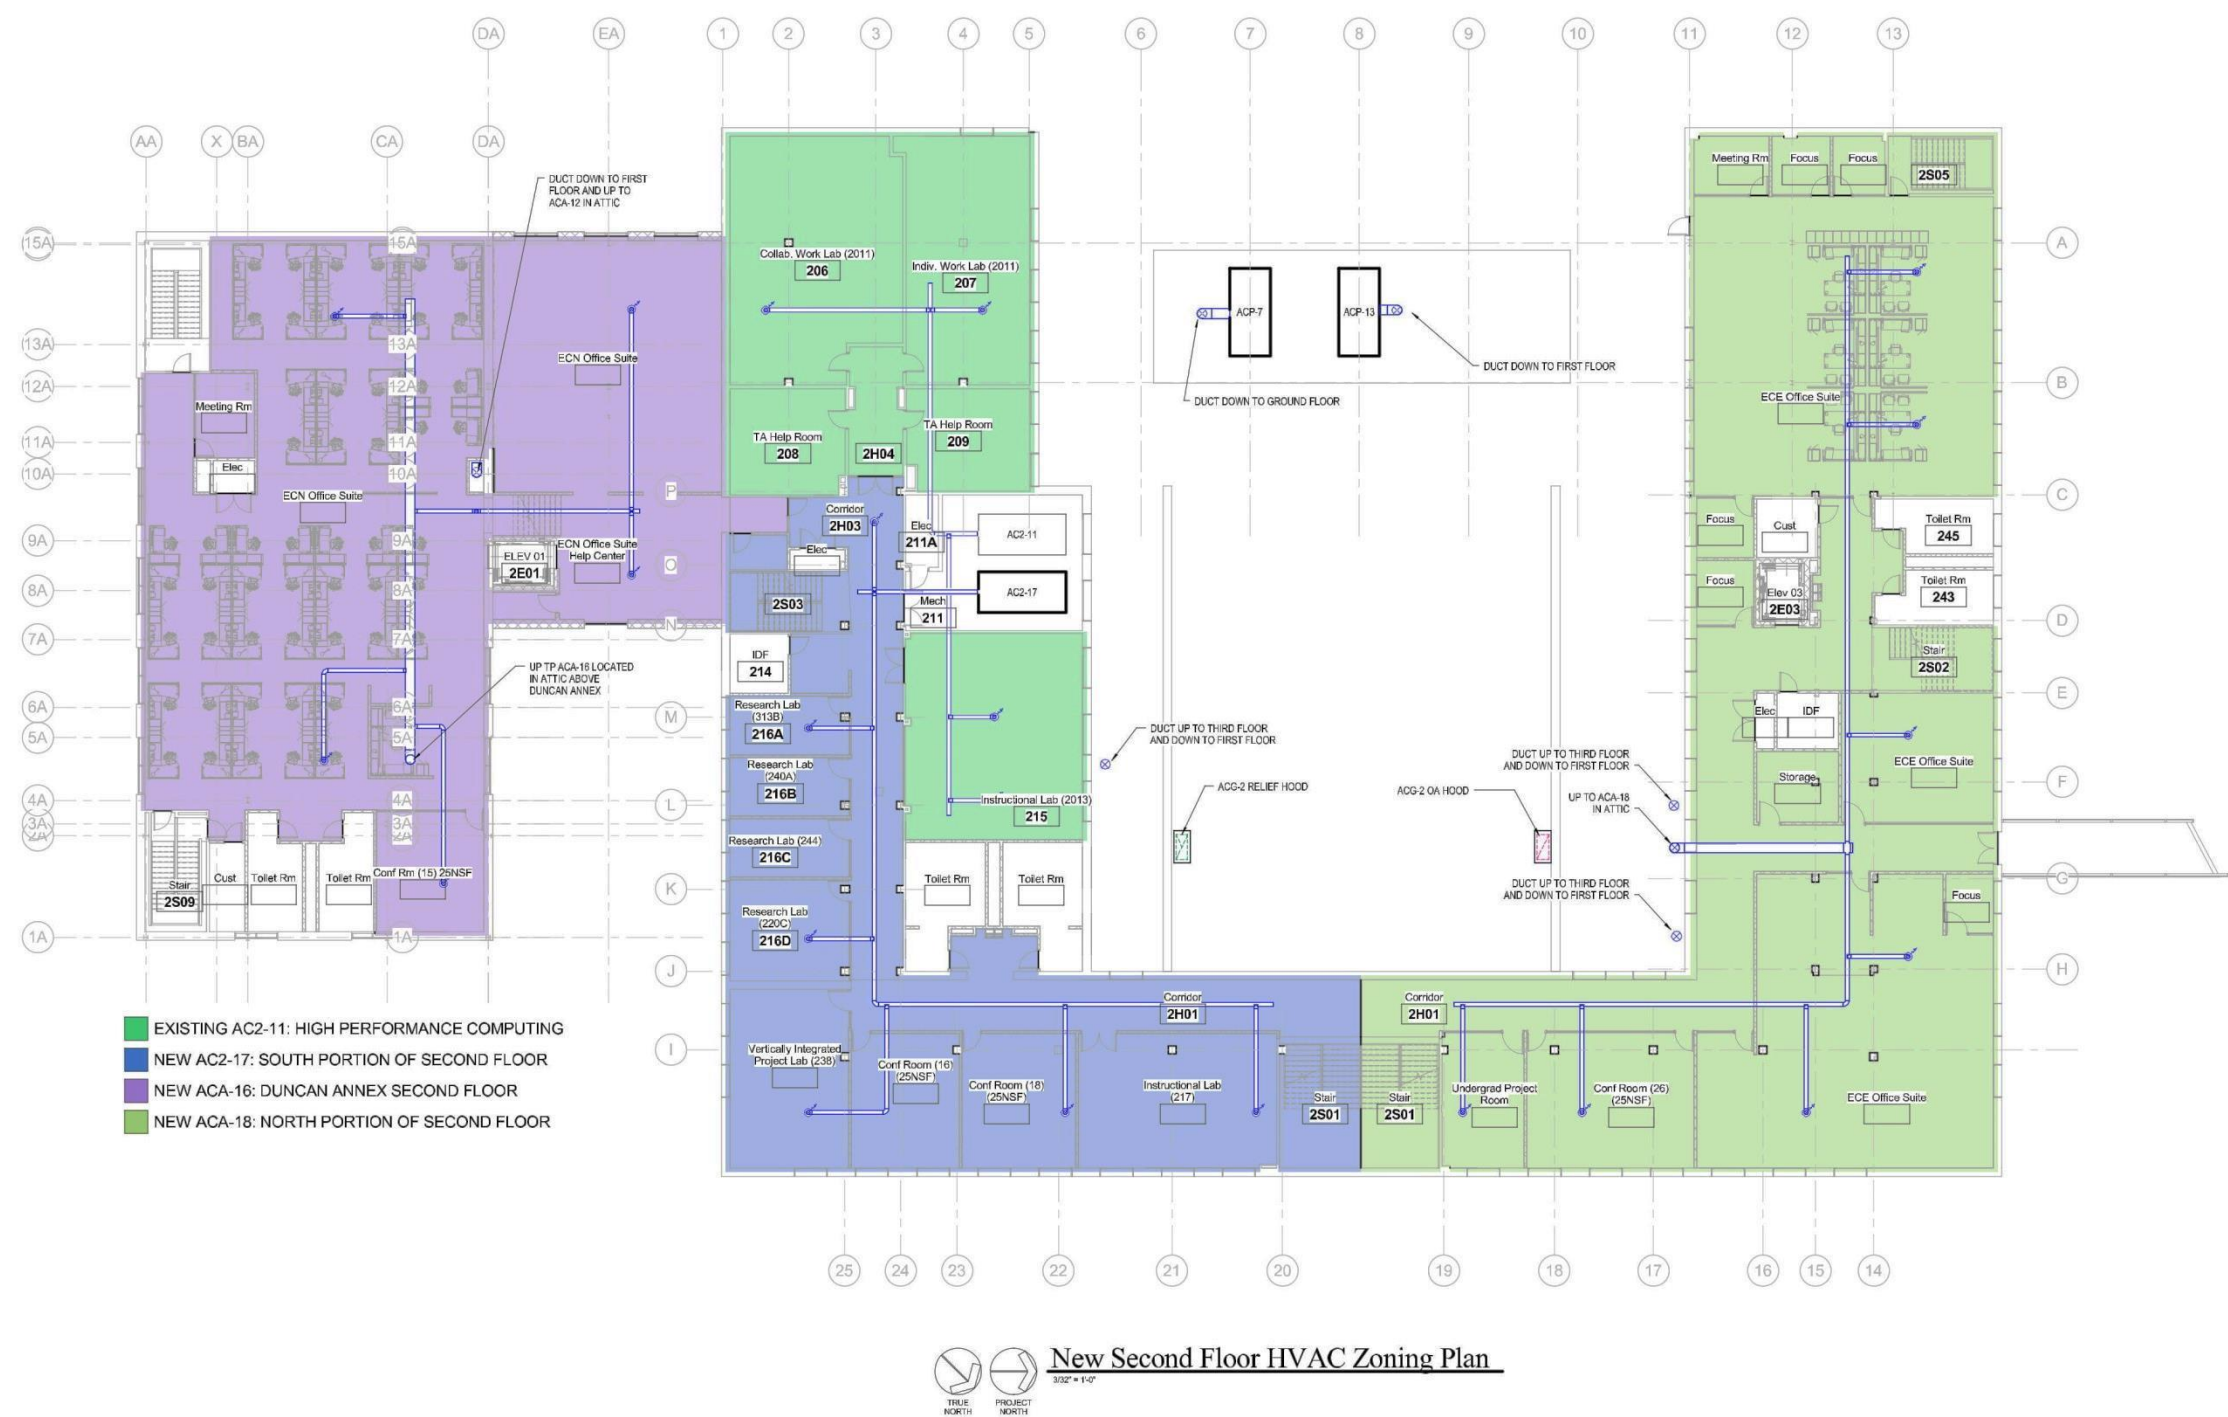 DA
EA
1
2
3
4
5
6
7
8
9
10
11
12
13
AA
X
BA
CA
DA
15A
13A
12A
11A
10A
9A
8A
7A
6A
5A
4A
3A
2A
1A
15A
13A
12A
11A
10A
9A
8A
7A
6A
5A
4A
3A
2A
1A
DUCT DOWN TO FIRST
FLOOR AND UP TO
ACA-12 IN ATTIC
Meeting Rm
Elec
ECN Office Suite
ECN Office Suite
ELEV 01
2E01
ECN Office Suite
Help Center
UP TP ACA-16 LOCATED
IN ATTIC ABOVE
DUNCAN ANNEX
Stair
2S09
Cust
Toilet Rm
Toilet Rm
Conf Rm (15) 25NSF
Collab. Work Lab (2011)
206
Indiv. Work Lab (2011)
207
TA Help Room
208
2H04
TA Help Room
209
P
O
N
M
L
K
J
I
Corridor
2H03
Elec
211A
Elec
AC2-11
AC2-17
2S03
Mech
211
IDF
214
Research Lab
(313B)
216A
Research Lab
(240A)
216B
Research Lab (244)
216C
Research Lab
(220C)
216D
Instructional Lab (2013)
215
Toilet Rm
Toilet Rm
Vertically Integrated
Project Lab (238)
Conf Room (16)
(25NSF)
Conf Room (18)
(25NSF)
Corridor
2H01
Instructional Lab
(217)
Stair
2S01
Stair
2S01
Corridor
2H01
Undergrad Project
Room
Conf Room (26)
(25NSF)
ECE Office Suite
ACP-7
ACP-13
DUCT DOWN TO FIRST FLOOR
DUCT DOWN TO GROUND FLOOR
DUCT UP TO THIRD FLOOR
AND DOWN TO FIRST FLOOR
ACG-2 RELIEF HOOD
ACG-2 OA HOOD
DUCT UP TO THIRD FLOOR
AND DOWN TO FIRST FLOOR
UP TO ACA-18
IN ATTIC
DUCT UP TO THIRD FLOOR
AND DOWN TO FIRST FLOOR
Meeting Rm
Focus
Focus
2S05
ECE Office Suite
Focus
Cust
Toilet Rm
245
Focus
Elev 03
2E03
Toilet Rm
243
Stair
2S02
Elec
IDF
Storage
ECE Office Suite
Focus
A
B
C
D
E
F
G
H
EXISTING AC2-11: HIGH PERFORMANCE COMPUTING
NEW AC2-17: SOUTH PORTION OF SECOND FLOOR
NEW ACA-16: DUNCAN ANNEX SECOND FLOOR
NEW ACA-18: NORTH PORTION OF SECOND FLOOR
25
24
23
22
21
20
19
18
17
16
15
14
TRUE
NORTH
PROJECT
NORTH
New Second Floor HVAC Zoning Plan
3/32" = 1'-0"